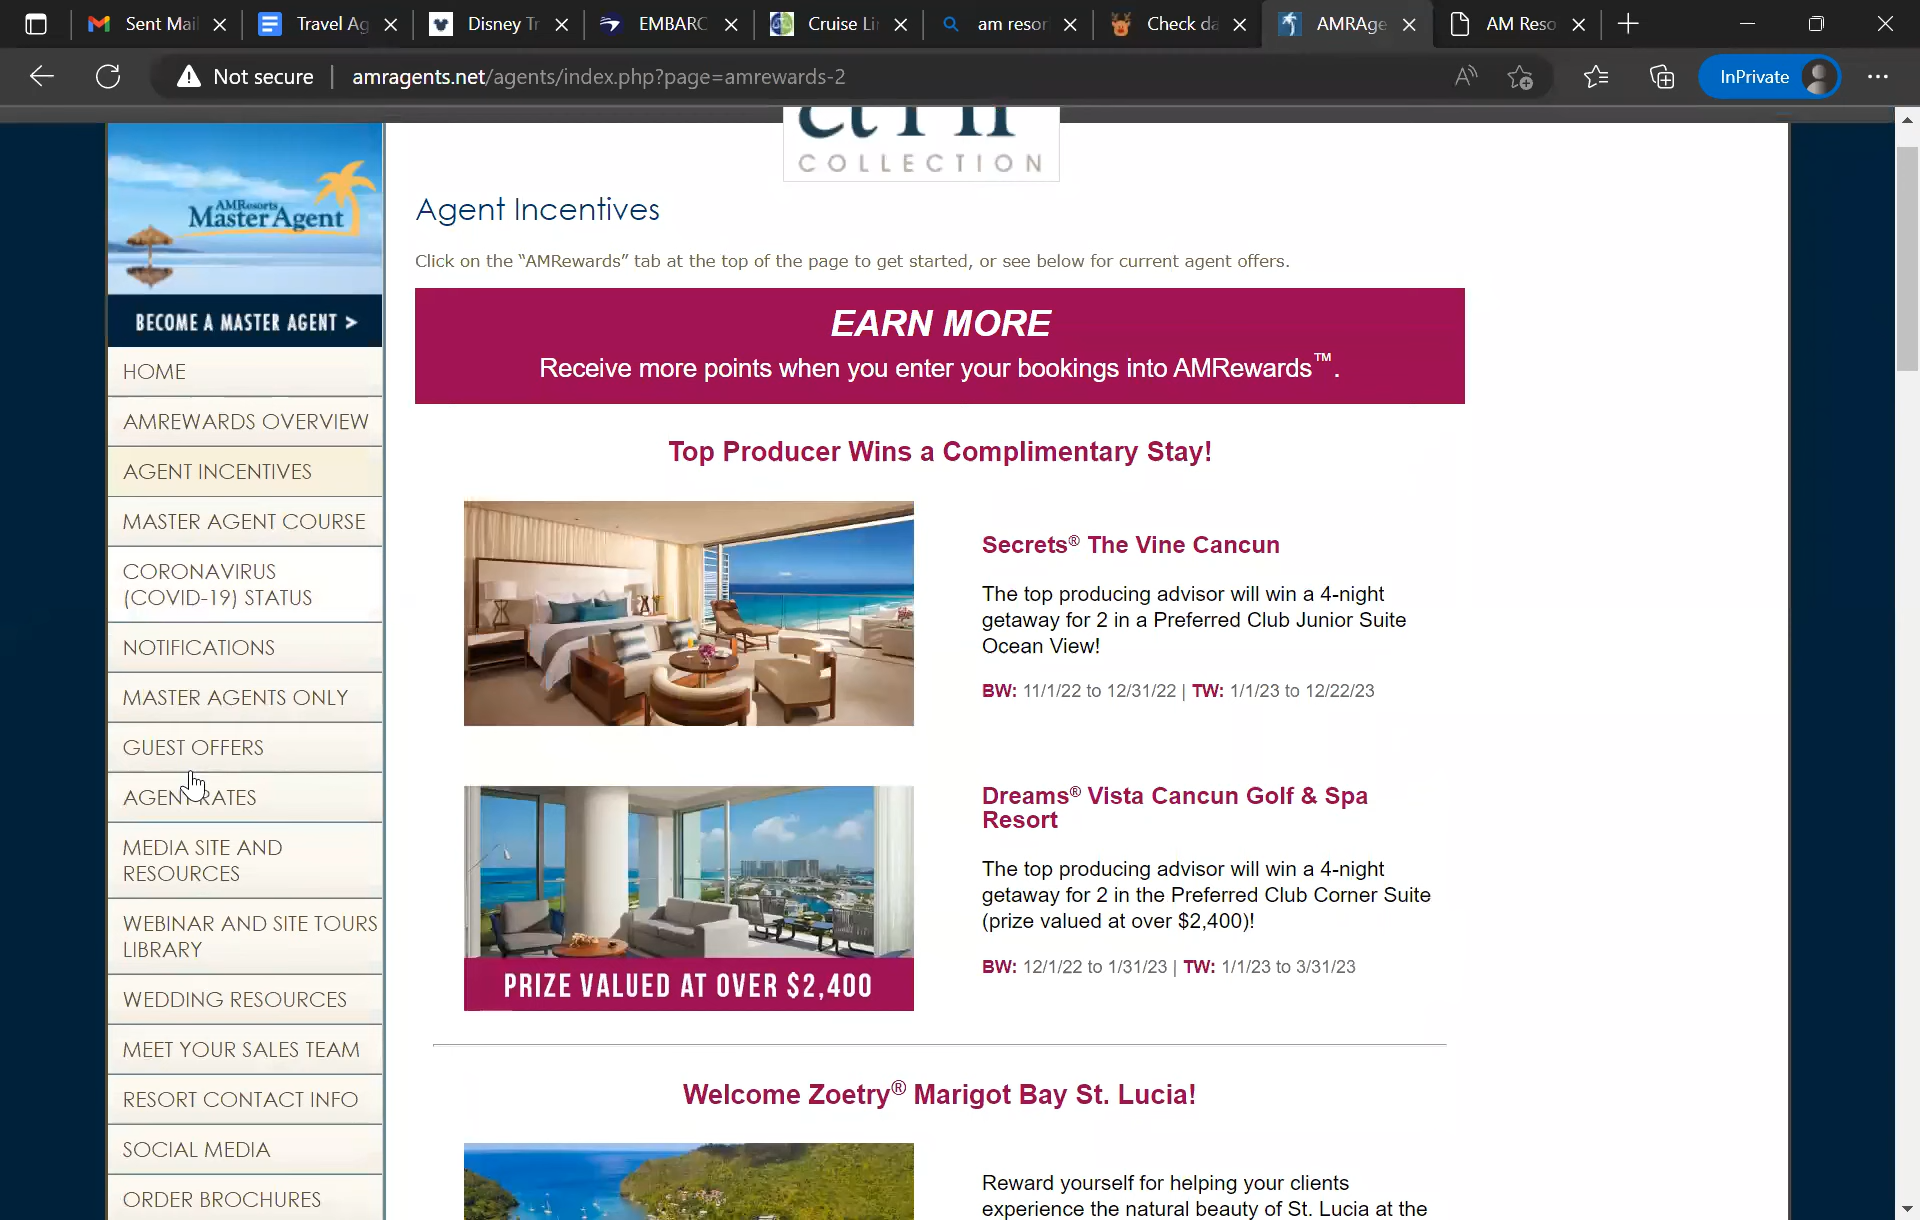 Sent Mai
Travel Ag
Disney Tr
EMBARC
Cruise Li
am resor
Check da
AMRAge
AM Reso
Not secure
amragents.net/agents/index.php?page=amrewards-2
InPrivate
COLLECTION
AMResorts
Master Agent
BECOME A MASTER AGENT >
HOME
AMREWARDS OVERVIEW
AGENT INCENTIVES
MASTER AGENT COURSE
CORONAVIRUS
(COVID-19) STATUS
NOTIFICATIONS
MASTER AGENTS ONLY
GUEST OFFERS
AGENT RATES
MEDIA SITE AND
RESOURCES
WEBINAR AND SITE TOURS
LIBRARY
WEDDING RESOURCES
MEET YOUR SALES TEAM
RESORT CONTACT INFO
SOCIAL MEDIA
ORDER BROCHURES
Agent Incentives
Click on the “AMRewards” tab at the top of the page to get started, or see below for current agent offers.
EARN MORE
Receive more points when you enter your bookings into AMRewards™.
Top Producer Wins a Complimentary Stay!
Secrets® The Vine Cancun
The top producing advisor will win a 4-night
getaway for 2 in a Preferred Club Junior Suite
Ocean View!
BW: 11/1/22 to 12/31/22 | TW: 1/1/23 to 12/22/23
PRIZE VALUED AT OVER $2,400
Dreams® Vista Cancun Golf & Spa
Resort
The top producing advisor will win a 4-night
getaway for 2 in the Preferred Club Corner Suite
(prize valued at over $2,400)!
BW: 12/1/22 to 1/31/23 | TW: 1/1/23 to 3/31/23
Welcome Zoetry® Marigot Bay St. Lucia!
Reward yourself for helping your clients
experience the natural beauty of St. Lucia at the